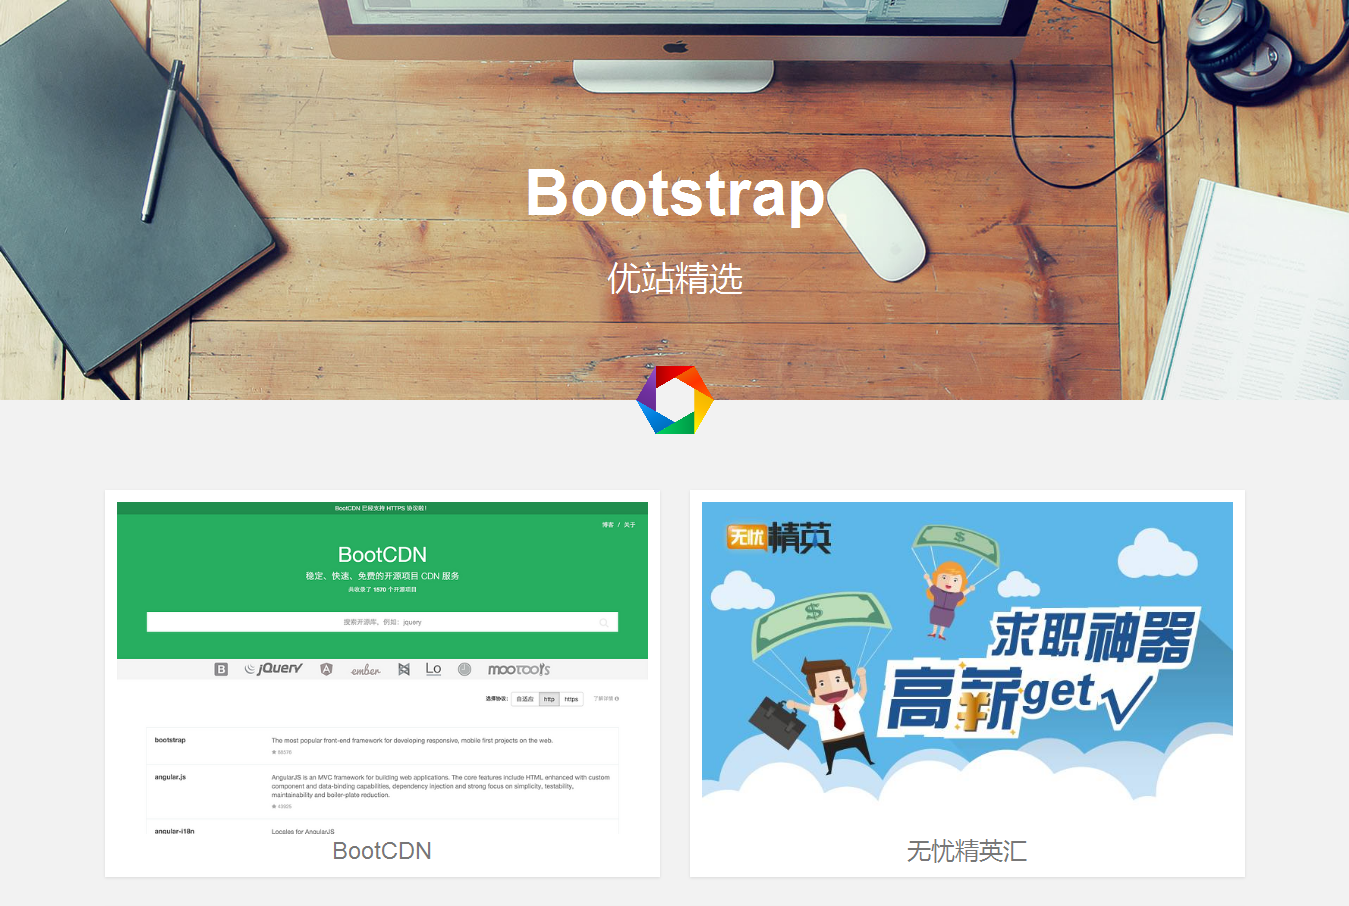 Bootstrap
优站精选
BootCDN 已经支持 HTTPS 协议啦！
博客 / 关于
BootCDN
稳定、快速、免费的开源项目 CDN 服务
共收录了 1870 个开源项目
搜索开源库，例如：jquery
B jQuery A ember Lo mootools
选择协议： 自适应 http https 了解详情
bootstrap
The most popular front-end framework for developing responsive, mobile first projects on the web.
angular.js
AngularJS is an MVC framework for building web applications. The core features include HTML enhanced with custom
component and data-binding capabilities, dependency injection and strong focus on simplicity, testability,
maintainability and boiler-plate reduction.
angular-i18n
Locales for AngularJS
BootCDN
无忧精英
求职神器
高薪get
无忧精英汇